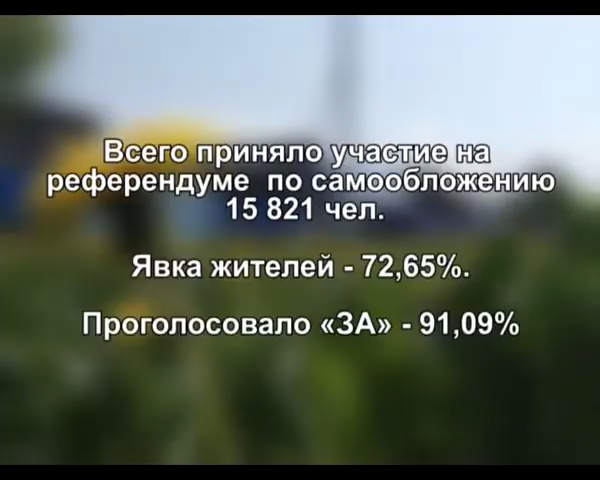 Всего приняло участие на
референдуме по самообложению
15 821 чел.
Явка жителей - 72,65%.
Проголосовало «ЗА» - 91,09%